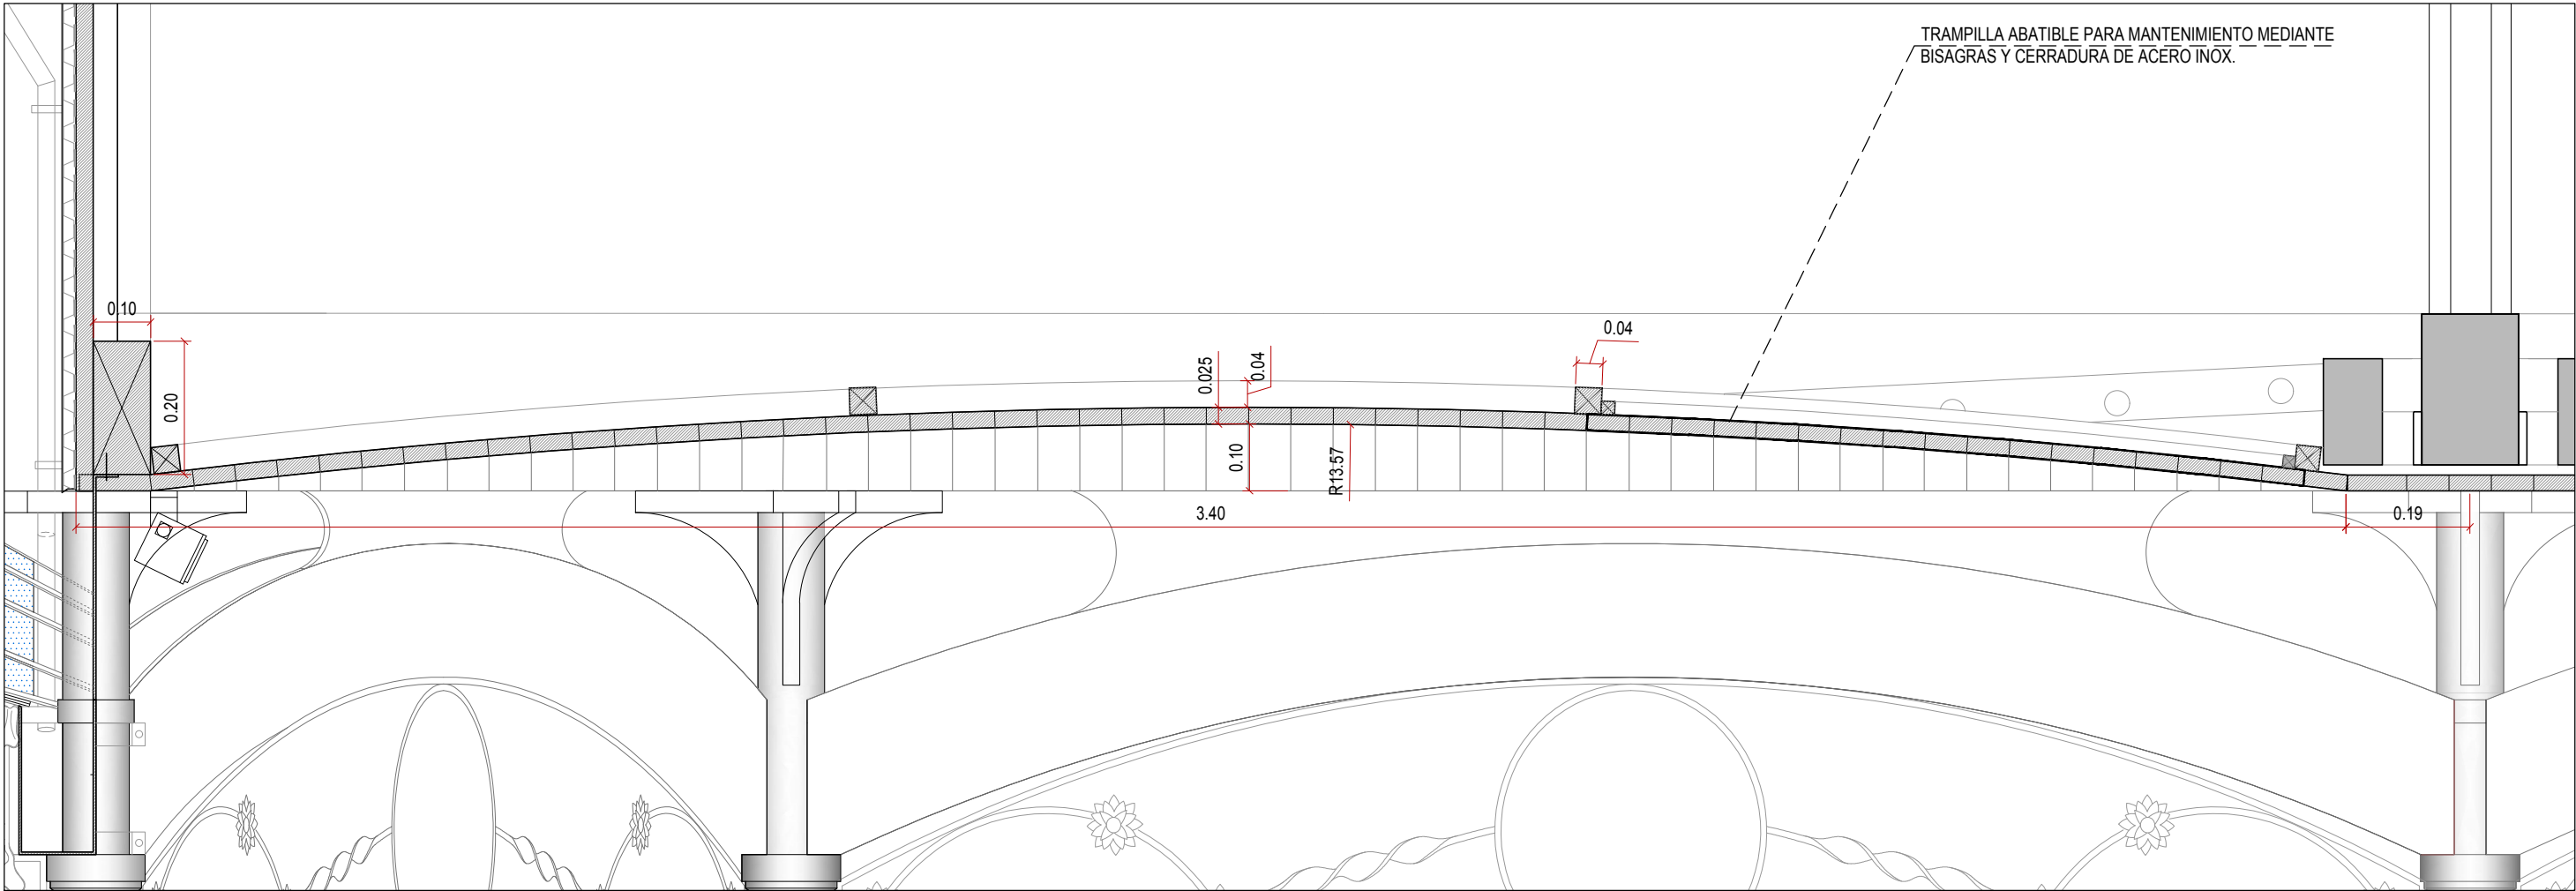 TRAMPILLA ABATIBLE PARA MANTENIMIENTO MEDIANTE
BISAGRAS Y CERRADURA DE ACERO INOX.
0.10
0.20
0.025
0.04
0.04
0.10
R13.57
3.40
0.19